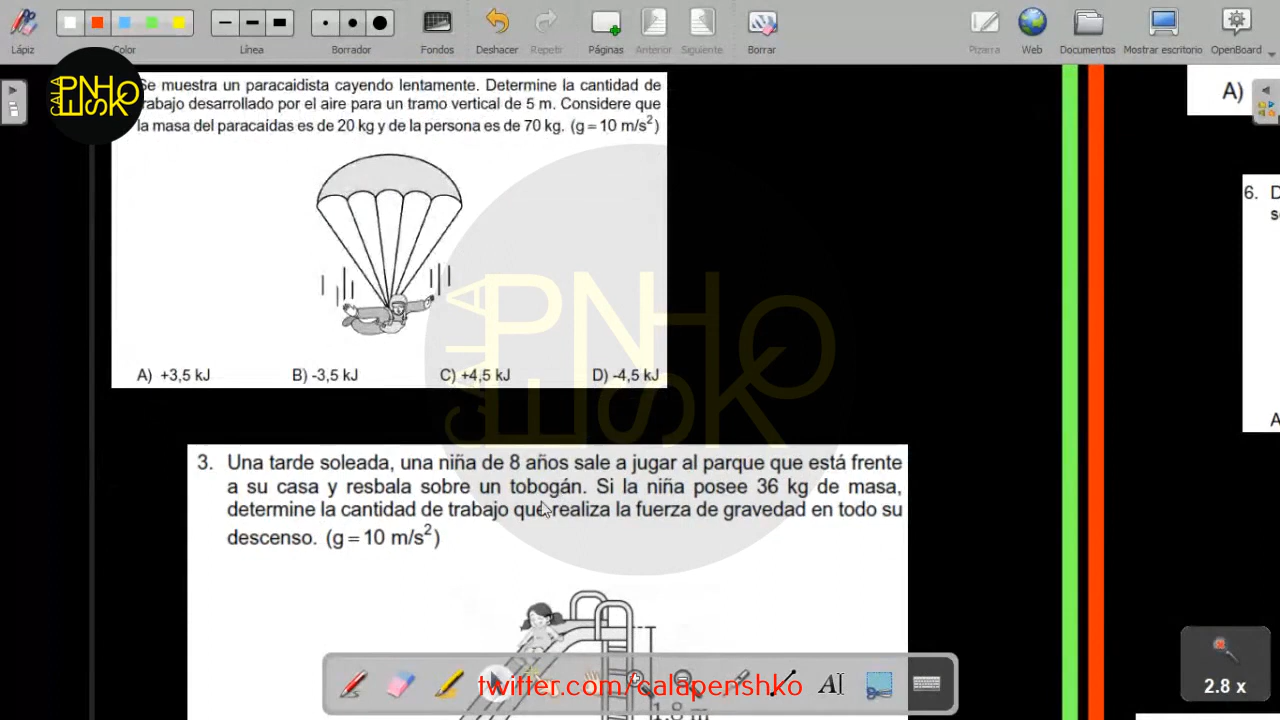 Lápiz
Color
Línea
Borrador
Fondos
Deshacer
Repetir
Páginas
Anterior
Siguiente
Borrar
Pizarra
Web
Documentos
Mostrar escritorio
OpenBoard
CALA PENSHKO
Se muestra un paracaidista cayendo lentamente. Determine la cantidad de
trabajo desarrollado por el aire para un tramo vertical de 5 m. Considere que
la masa del paracaídas es de 20 kg y de la persona es de 70 kg. (g = 10 m/s²)
A) +3,5 kJ B) -3,5 kJ C) +4,5 kJ D) -4,5 kJ
CALA PENSHKO
3. Una tarde soleada, una niña de 8 años sale a jugar al parque que está frente
a su casa y resbala sobre un tobogán. Si la niña posee 36 kg de masa,
determine la cantidad de trabajo que realiza la fuerza de gravedad en todo su
descenso. (g = 10 m/s²)
1,8 m
twitter.com/calapenshko
A)
6. D
A
2.8 x